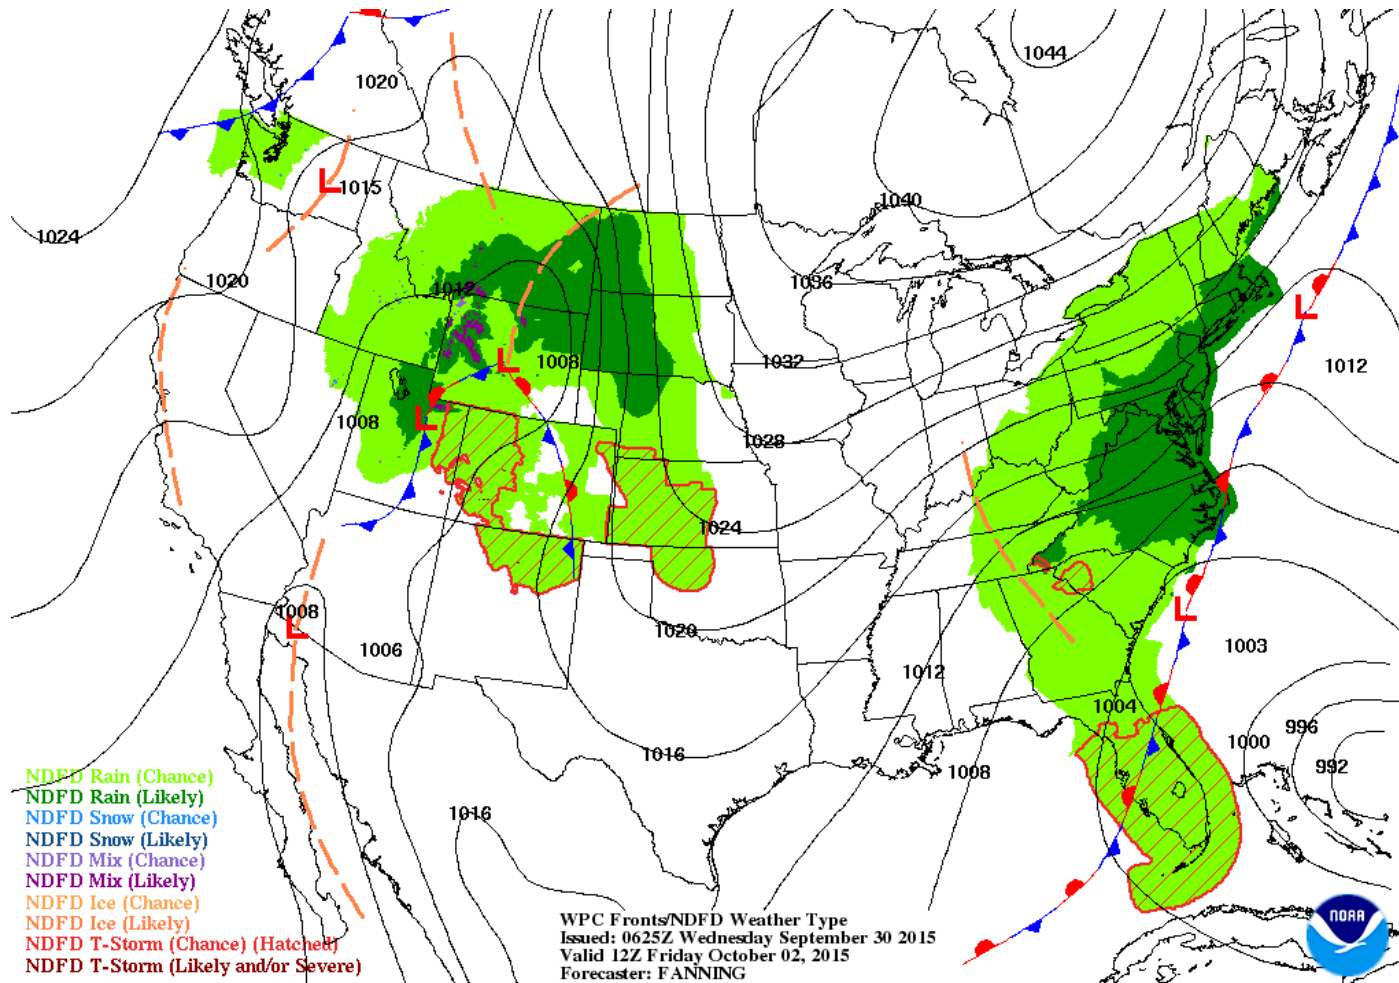 1044
1020
1015
1040
1024
1020
1036
1012
1032
1008
1012
1008
1028
1024
1008
1020
1006
1003
1012
1004
996
1000
1016
992
1008
1016
NDFD Rain (Chance)
NDFD Rain (Likely)
NDFD Snow (Chance)
NDFD Snow (Likely)
NDFD Mix (Chance)
NDFD Mix (Likely)
NDFD Ice (Chance)
NDFD Ice (Likely)
NDFD T-Storm (Chance) (Hatched)
NDFD T-Storm (Likely and/or Severe)
WPC Fronts/NDFD Weather Type
Issued: 0625Z Wednesday September 30 2015
Valid 12Z Friday October 02, 2015
Forecaster: FANNING
L
L
L
L
L
L
NOAA